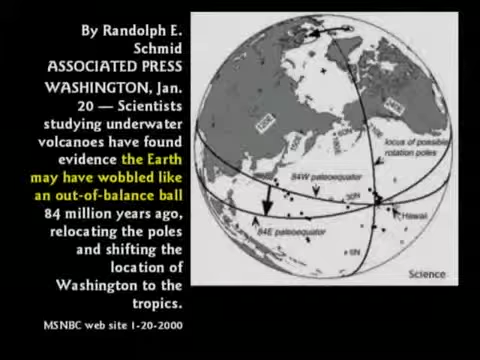 By Randolph E.
Schmid
ASSOCIATED PRESS
WASHINGTON, Jan.
20 — Scientists
studying underwater
volcanoes have found
evidence the Earth
may have wobbled like
an out-of-balance ball
84 million years ago,
relocating the poles
and shifting the
location of
Washington to the
tropics.
MSNBC web site 1-20-2000
locus of possible
rotation poles
84W paleoequator
30N
Hawaii
84E paleoequator
Science